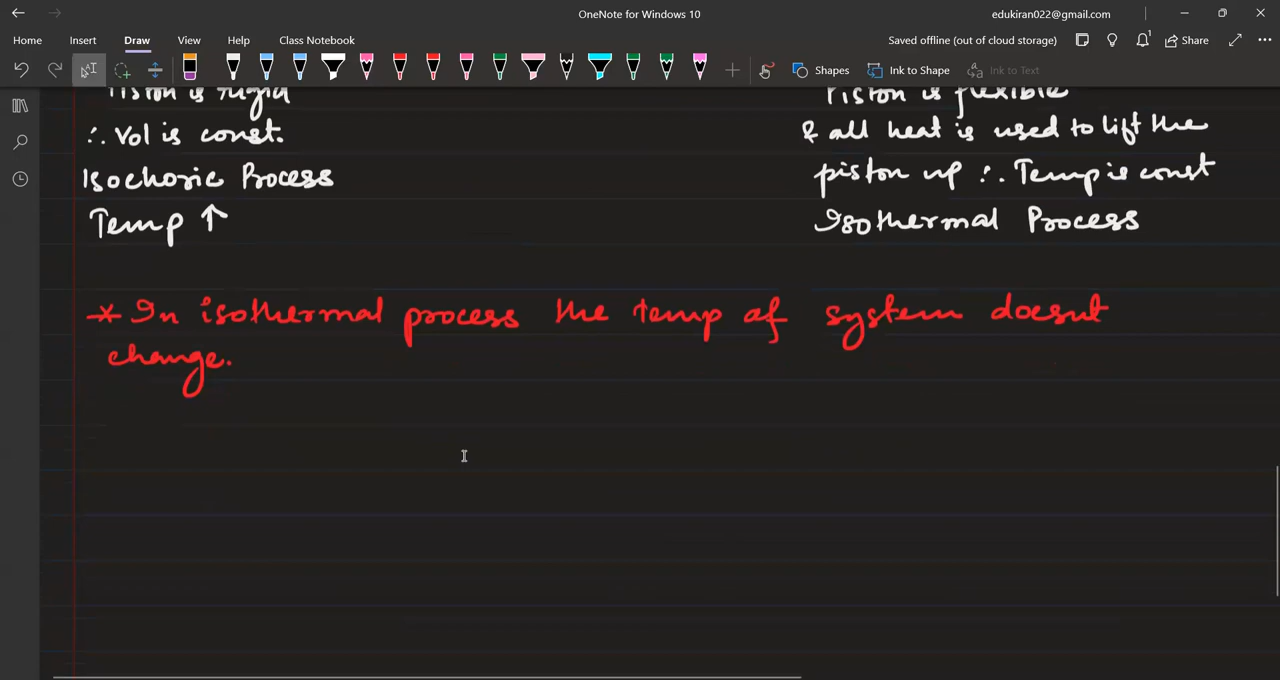 OneNote for Windows 10
edukiran022@gmail.com
Home Insert Draw View Help Class Notebook
Saved offline (out of cloud storage)
Share
Shapes
Ink to Shape
Ink to Text
Piston is rigid
∴ Vol is const.
Isochoric Process
Temp ↑
Piston is flexible
& all heat is used to lift the
piston up ∴ Temp is const
Isothermal Process
* In isothermal process the temp of system doesnt
change.